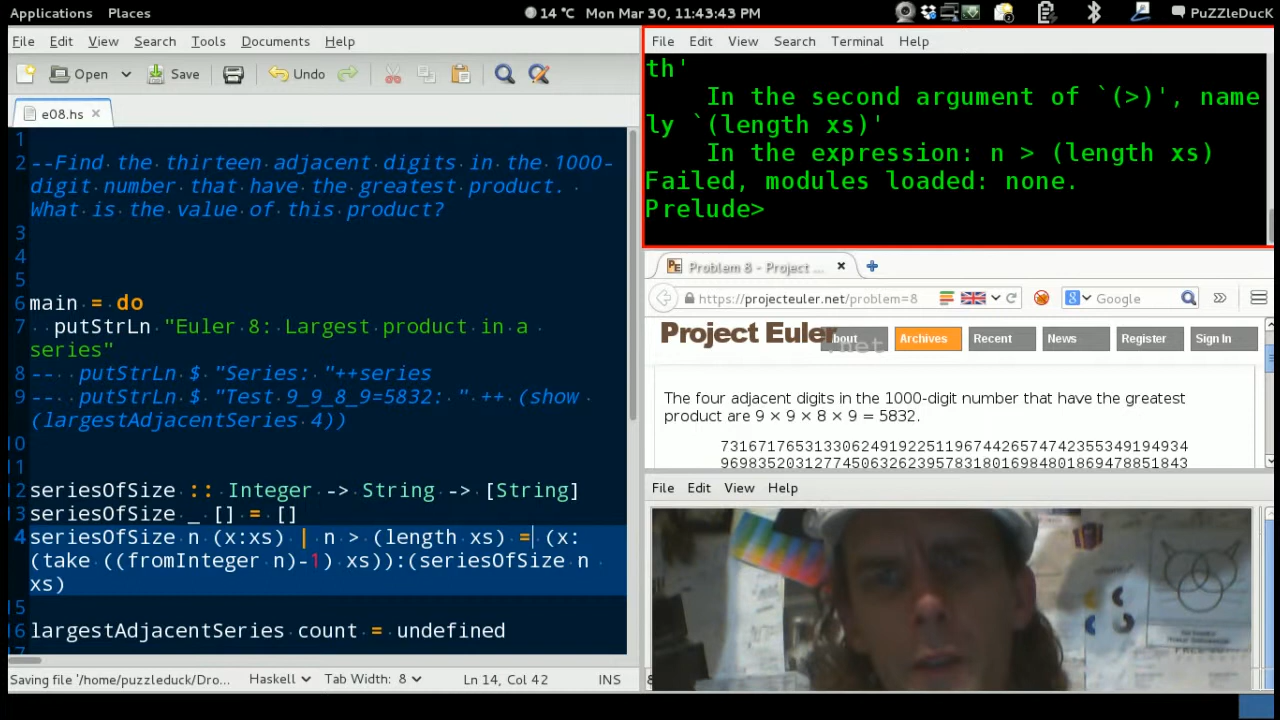 Applications Places
14 °C Mon Mar 30, 11:43:43 PM
PuZZleDucK
File Edit View Search Tools Documents Help
Open Save Undo
e08.hs
1
2 --Find the thirteen adjacent digits in the 1000-
digit number that have the greatest product.
What is the value of this product?
3
4
5
6 main = do
7 putStrLn "Euler 8: Largest product in a
series"
8 -- putStrLn $ "Series: "++series
9 -- putStrLn $ "Test 9_9_8_9=5832: " ++ (show
(largestAdjacentSeries 4))
10
11
12 seriesOfSize :: Integer -> String -> [String]
13 seriesOfSize _ [] = []
4 seriesOfSize n (x:xs) | n > (length xs) = (x:
(take ((fromInteger n)-1) xs)):(seriesOfSize n
xs)
15
16 largestAdjacentSeries count = undefined
17
Saving file '/home/puzzleduck/Dro... Haskell Tab Width: 8 Ln 14, Col 42 INS
File Edit View Search Terminal Help
th'
In the second argument of `(>)', name
ly `(length xs)'
In the expression: n > (length xs)
Failed, modules loaded: none.
Prelude>
Problem 8 - Project ...
https://projecteuler.net/problem=8
Google
Project Euler.net
About Archives Recent News Register Sign In
The four adjacent digits in the 1000-digit number that have the greatest
product are 9 × 9 × 8 × 9 = 5832.
73167176531330624919225119674426574742355349194934
96983520312774506326239578318016984801869478851843
File Edit View Help